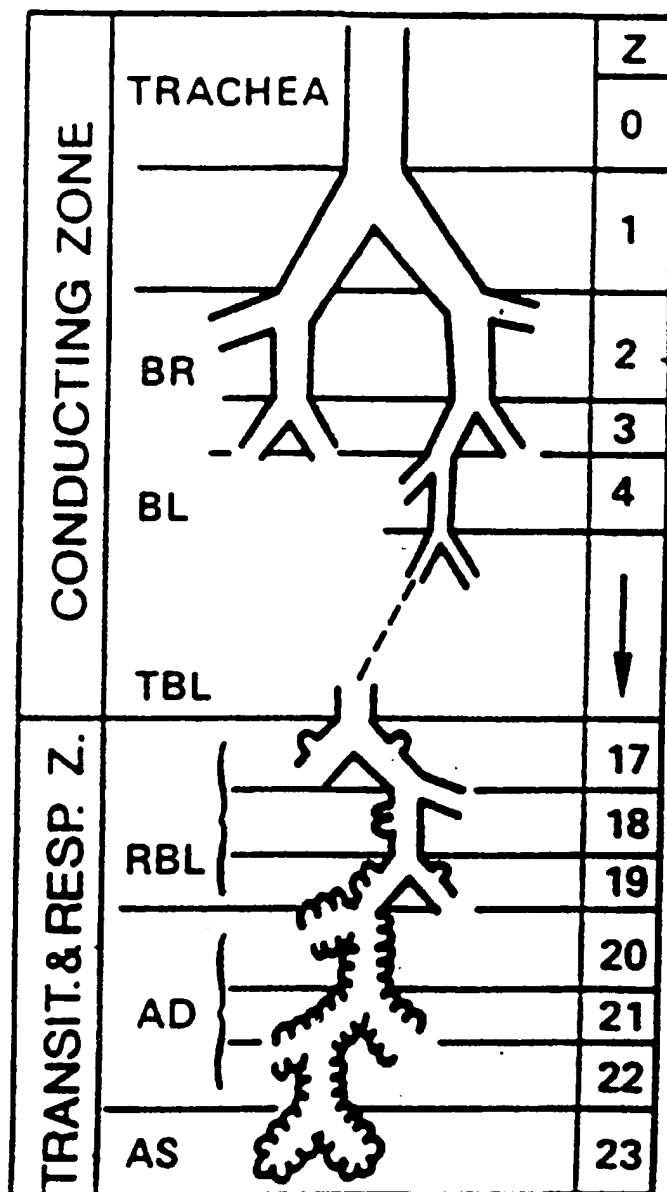 Z
TRACHEA
0
1
BR
2
3
BL
4
TBL
17
18
RBL
19
20
AD
21
22
AS
23
CONDUCTING ZONE
TRANSIT.& RESP. Z.